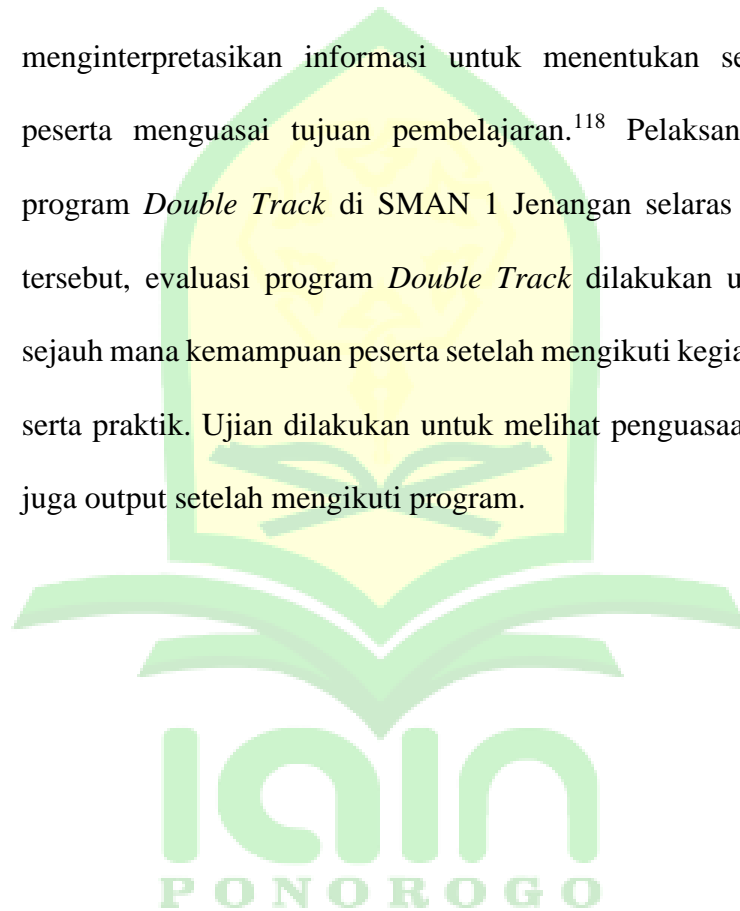 menginterpretasikan informasi untuk menentukan se
peserta menguasai tujuan pembelajaran.118 Pelaksan
program Double Track di SMAN 1 Jenangan selaras
tersebut, evaluasi program Double Track dilakukan u
sejauh mana kemampuan peserta setelah mengikuti kegia
serta praktik. Ujian dilakukan untuk melihat penguasaa
juga output setelah mengikuti program.
iain
PONOROGO